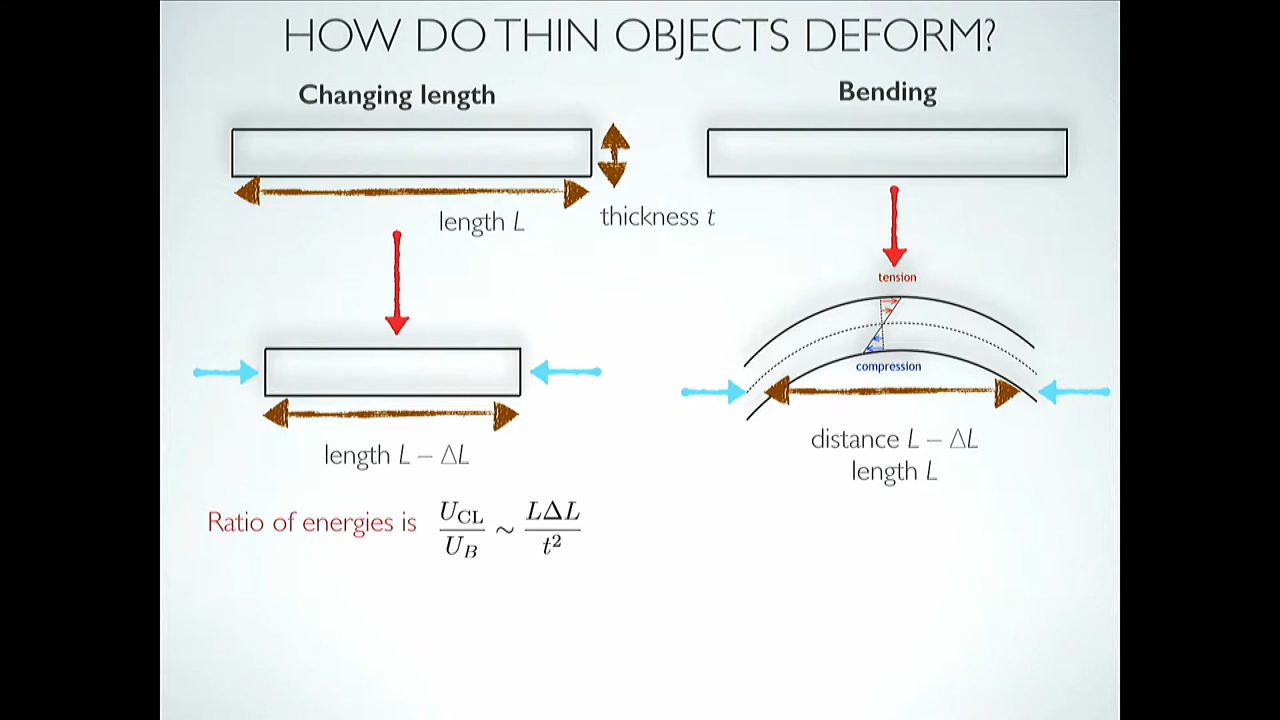 HOW DO THIN OBJECTS DEFORM?
Changing length
Bending
length L
thickness t
tension
compression
length L – ΔL
distance L – ΔL
length L
Ratio of energies is U_CL / U_B ~ LΔL / t²